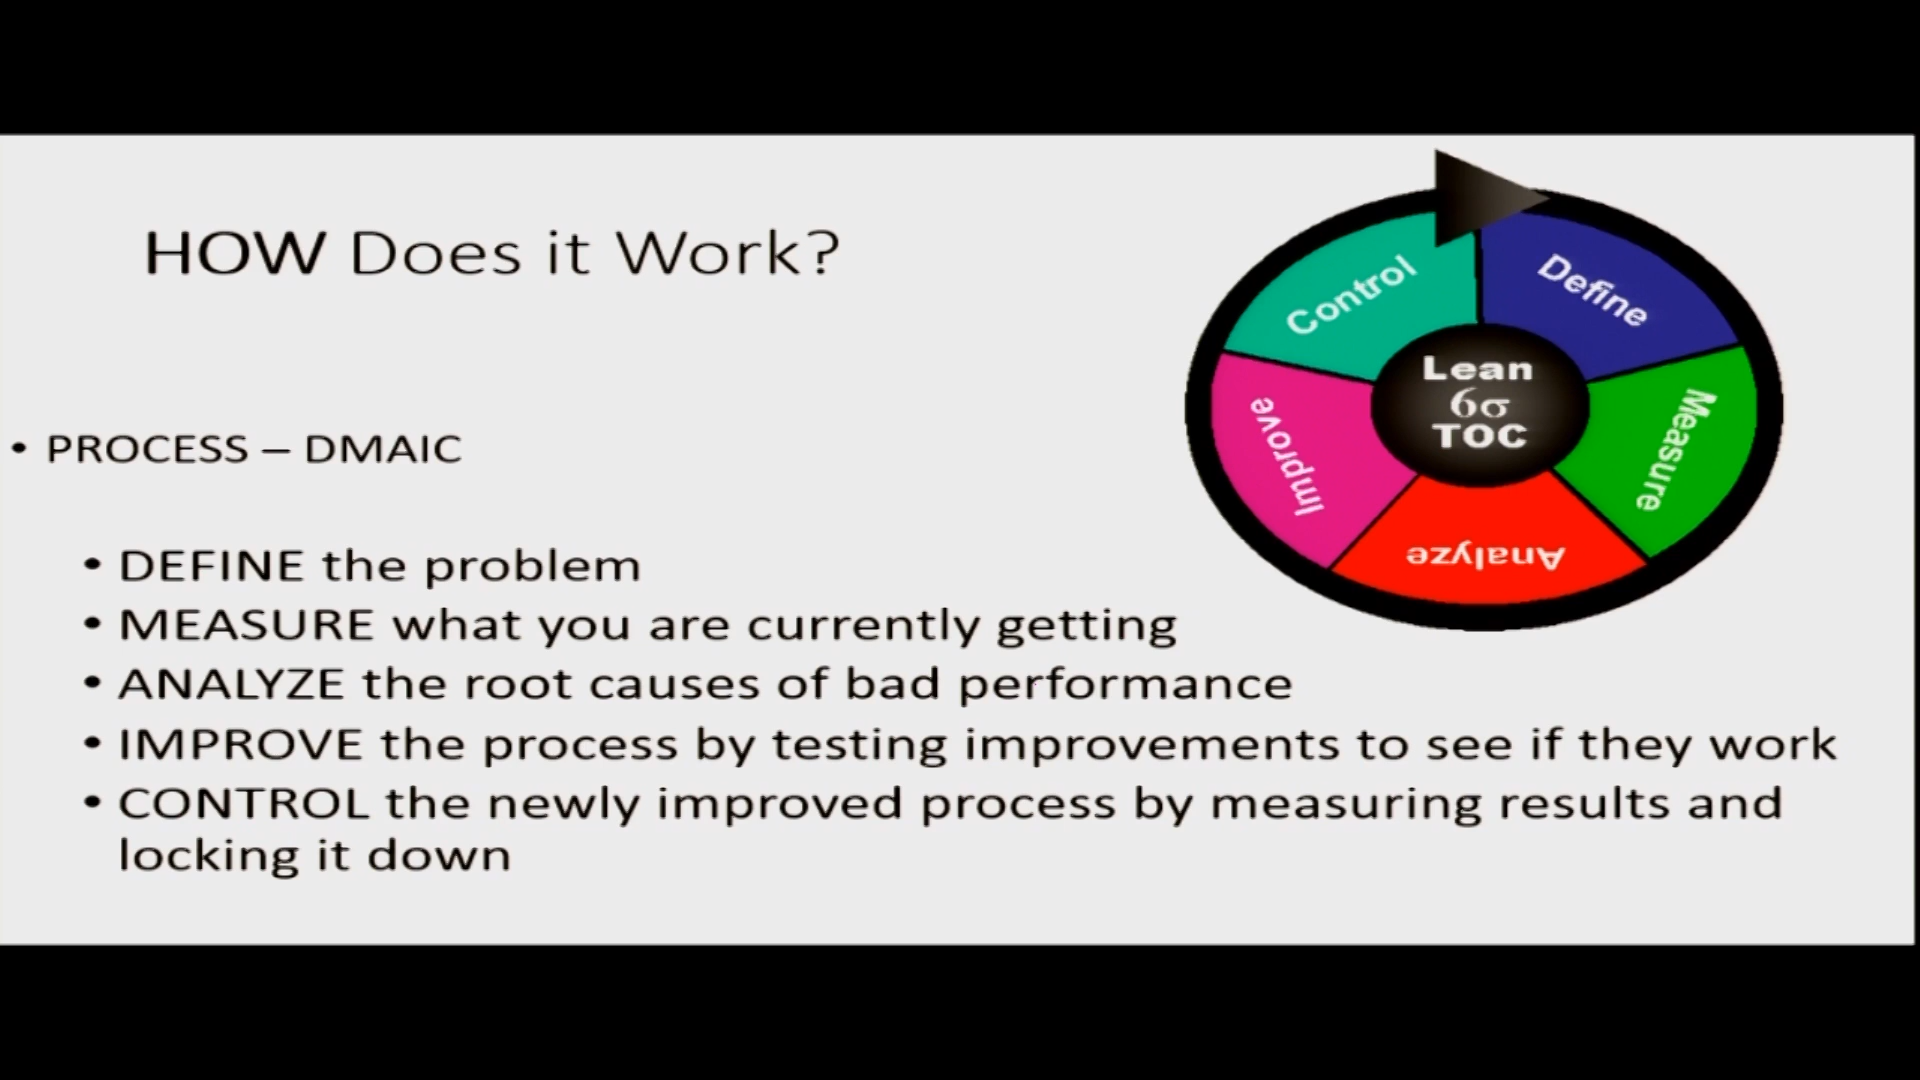 HOW Does it Work?
• PROCESS – DMAIC
• DEFINE the problem
• MEASURE what you are currently getting
• ANALYZE the root causes of bad performance
• IMPROVE the process by testing improvements to see if they work
• CONTROL the newly improved process by measuring results and
locking it down
Control
Define
Measure
Analyze
Improve
Lean
6σ
TOC